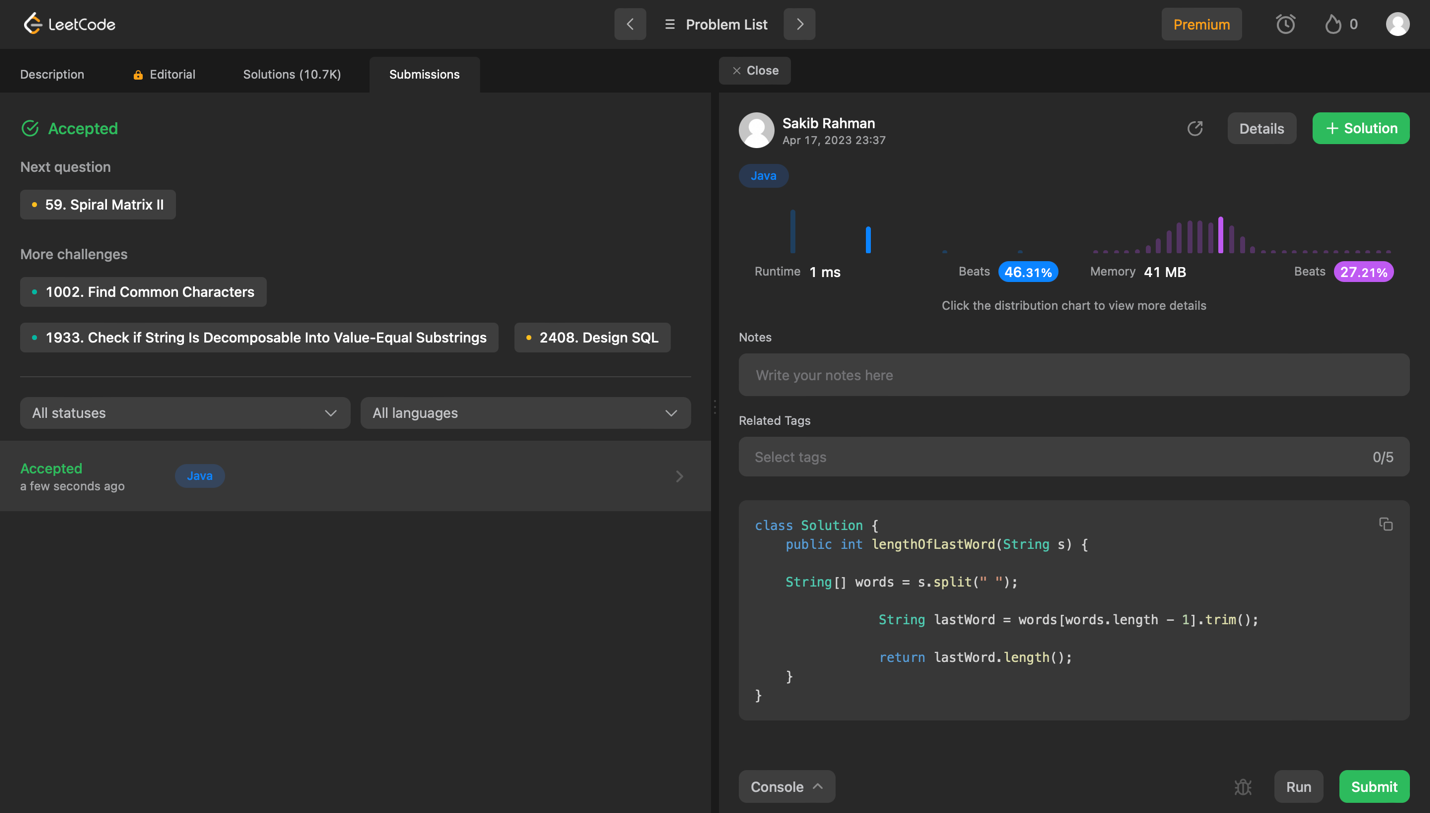 LeetCode
Problem List
Premium
0
Description
Editorial
Solutions (10.7K)
Submissions
Close
Accepted
Next question
59. Spiral Matrix II
More challenges
1002. Find Common Characters
1933. Check if String Is Decomposable Into Value-Equal Substrings
2408. Design SQL
All statuses
All languages
Accepted
a few seconds ago
Java
Sakib Rahman
Apr 17, 2023 23:37
Details
+ Solution
Java
Runtime 1 ms
Beats 46.31%
Memory 41 MB
Beats 27.21%
Click the distribution chart to view more details
Notes
Write your notes here
Related Tags
Select tags
0/5
class Solution {
    public int lengthOfLastWord(String s) {
    String[] words = s.split(" ");
                String lastWord = words[words.length - 1].trim();
                return lastWord.length();
    }
}
Console
Run
Submit